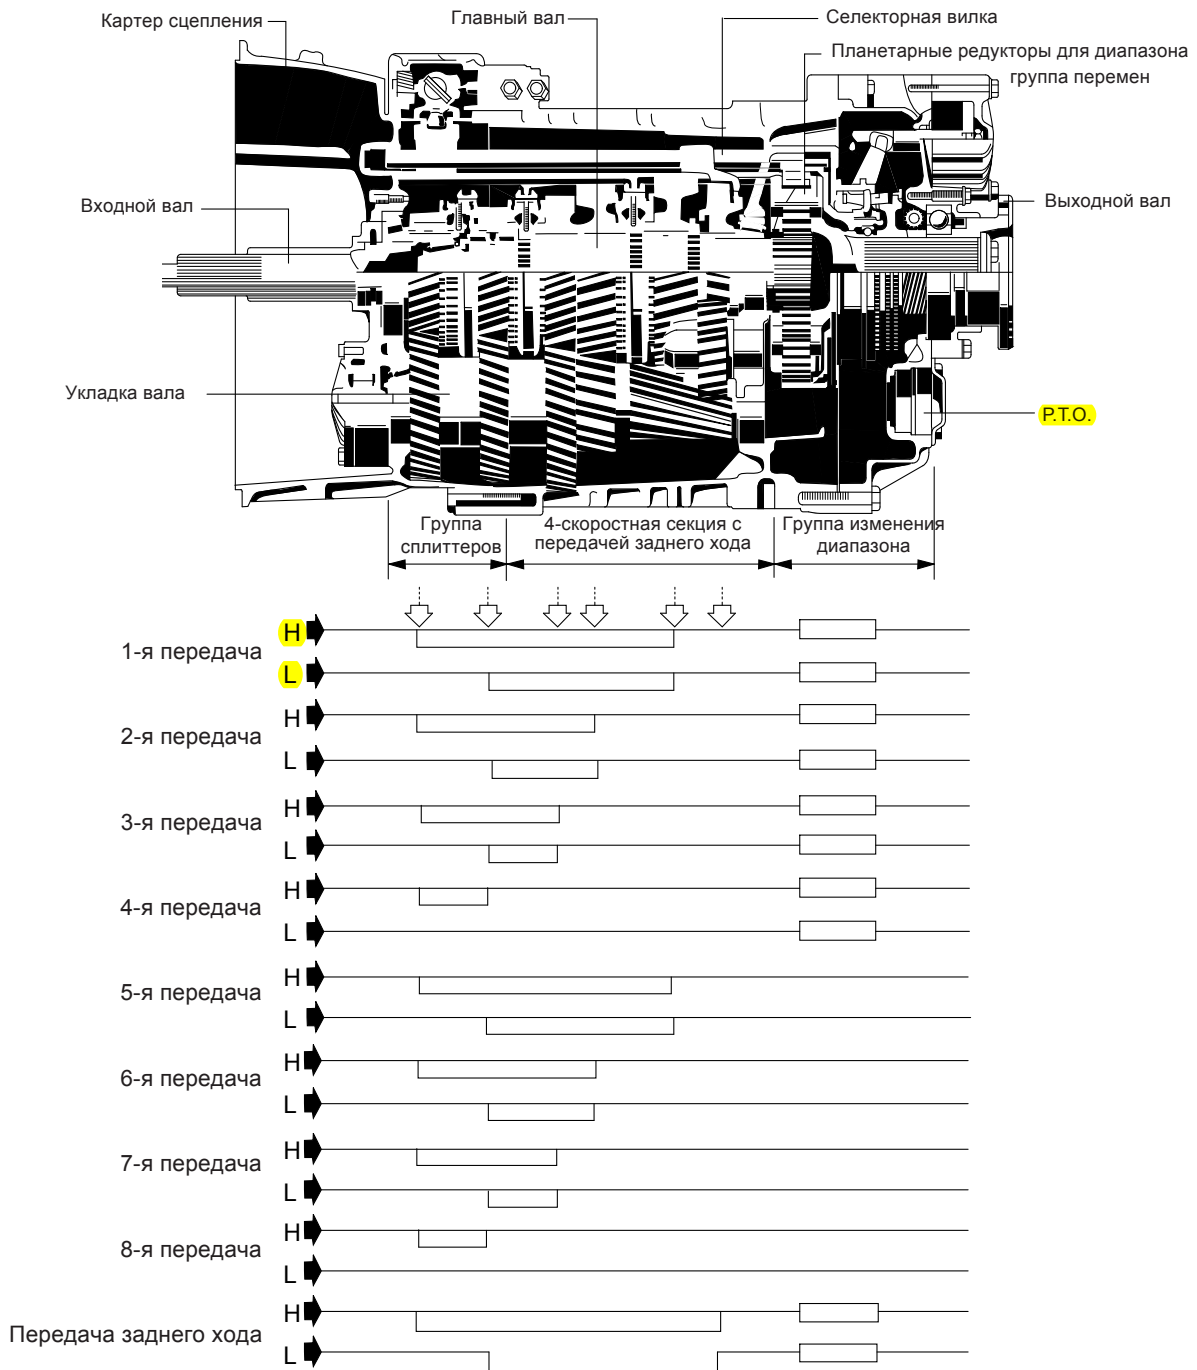 Картер сцепления
Главный вал
Селекторная вилка
Планетарные редукторы для диапазона
группа перемен
Входной вал
Выходной вал
Укладка вала
P.T.O.
Группа
сплиттеров
4-скоростная секция с
передачей заднего хода
Группа изменения
диапазона
1-я передача
H
L
2-я передача
H
L
3-я передача
H
L
4-я передача
H
L
5-я передача
H
L
6-я передача
H
L
7-я передача
H
L
8-я передача
H
L
Передача заднего хода
H
L